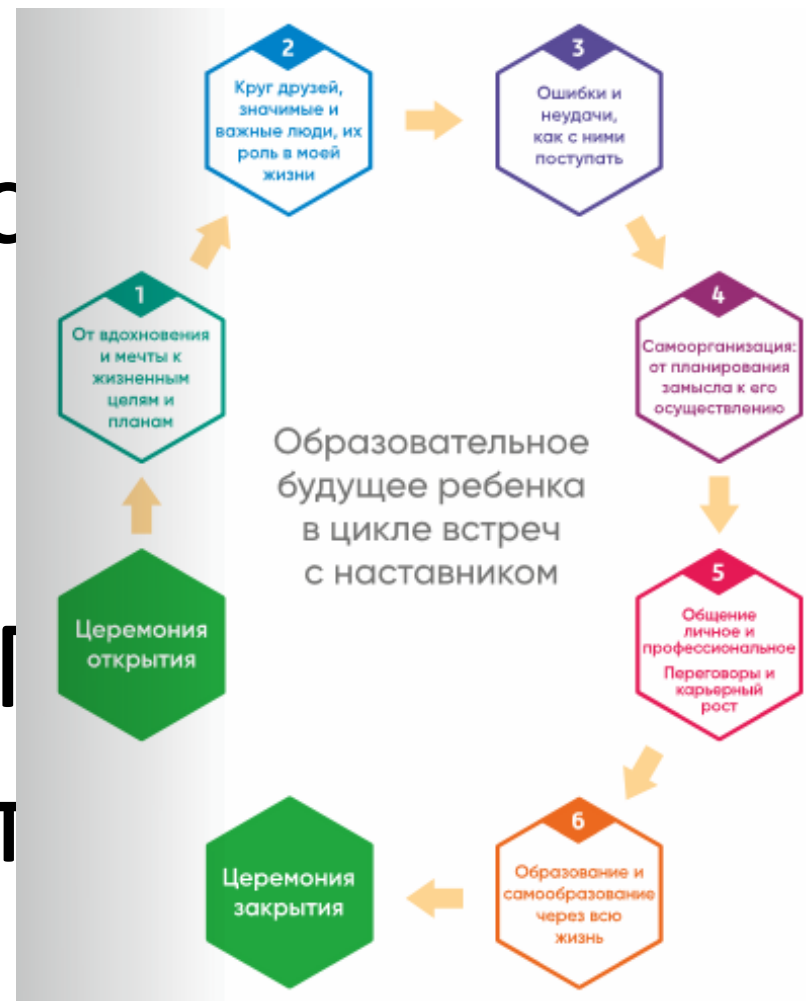 2
Круг друзей,
значимые и
важные люди, их
роль в моей
жизни
3
Ошибки и
неудачи,
как с ними
поступать
1
От вдохновения
и мечты к
жизненным
целям и
планам
4
Самоорганизация:
от планирования
замысла к его
осуществлению
Образовательное
будущее ребенка
в цикле встреч
с наставником
Церемония
открытия
5
Общение
личное и
профессиональное
Переговоры и
карьерный
рост
Церемония
закрытия
6
Образование и
самообразование
через всю
жизнь